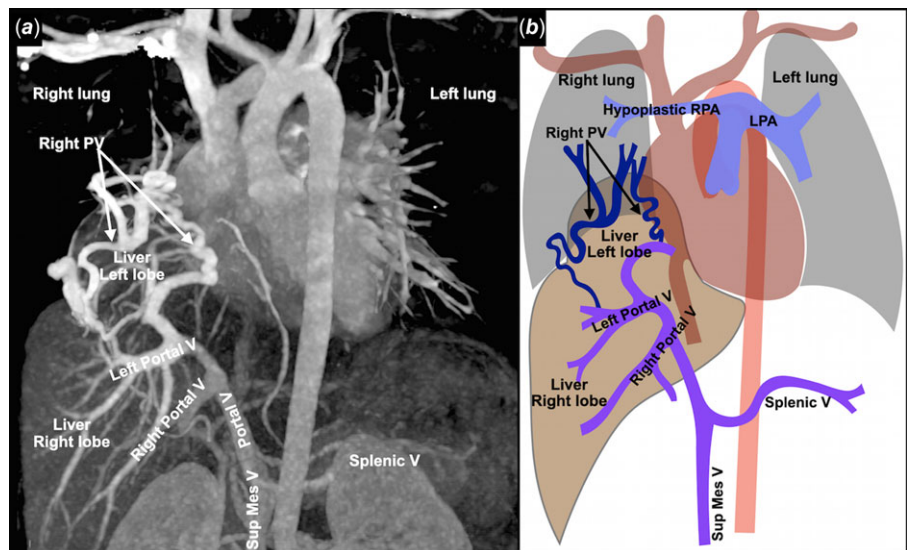 (a)
Right lung
Left lung
Right PV
Liver
Left lobe
Left Portal V
Right Portal V
Portal V
Liver
Right lobe
Splenic V
Sup Mes V
(b)
Right lung
Left lung
Hypoplastic RPA
LPA
Right PV
Liver
Left lobe
Left Portal V
Right Portal V
Liver
Right lobe
Splenic V
Sup Mes V